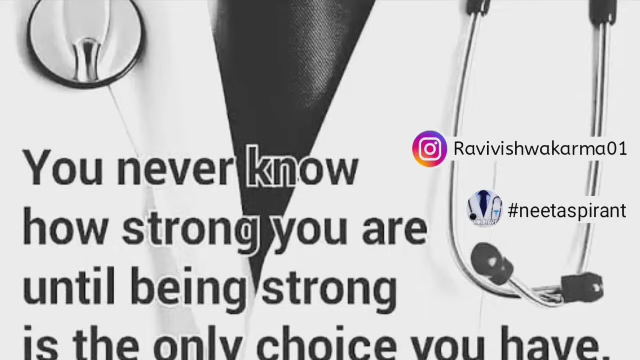 You never know
how strong you are
until being strong
is the only choice you have.
Ravivishwakarma01
#neetaspirant